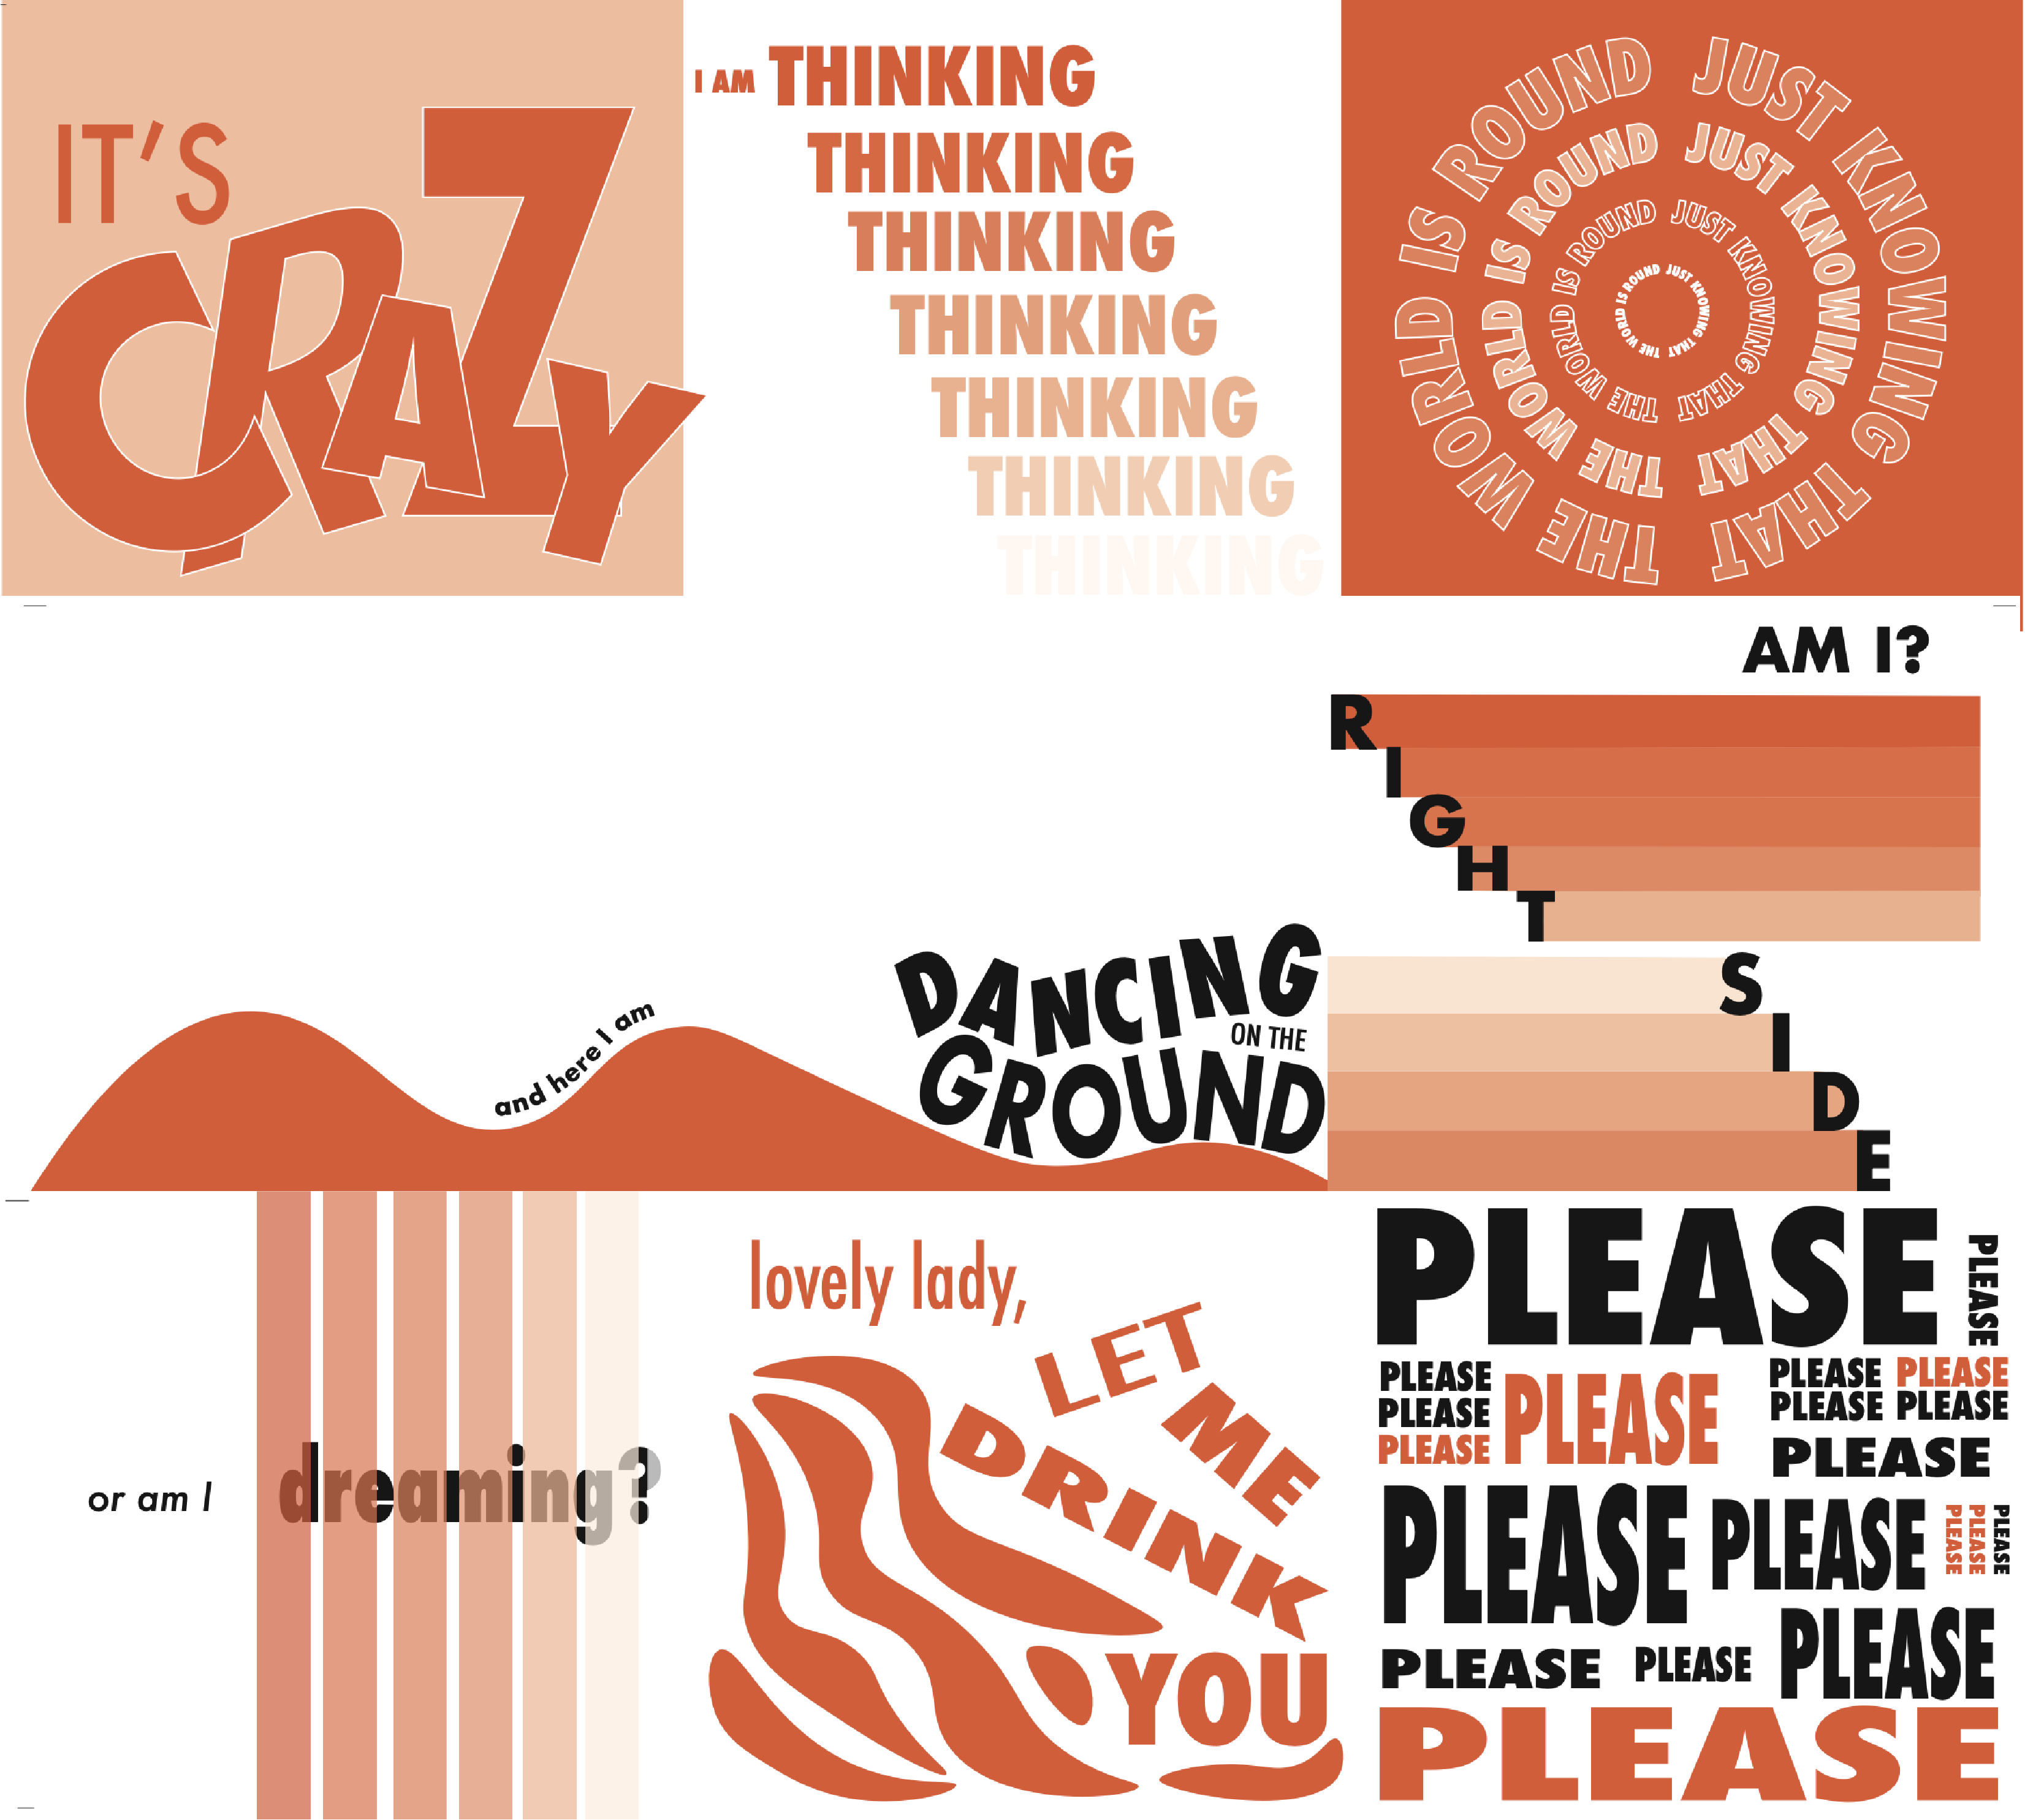 IT'S
CRAZY
I AM THINKING
THINKING
THINKING
THINKING
THINKING
THINKING
THINKING
JUST KNOWING THAT THE WORLD IS ROUND
JUST KNOWING THAT THE WORLD IS ROUND
JUST KNOWING THAT THE WORLD IS ROUND
JUST KNOWING THAT THE WORLD IS ROUND
and here I am
DANCING
ON THE
GROUND
AM I?
RIGHT
SIDE
or am I dreaming?
lovely lady,
LET
ME
DRINK
YOU
PLEASE
PLEASE
PLEASE
PLEASE
PLEASE
PLEASE
PLEASE PLEASE
PLEASE PLEASE
PLEASE
PLEASE
PLEASE
PLEASE
PLEASE
PLEASE
PLEASE
PLEASE
PLEASE
PLEASE